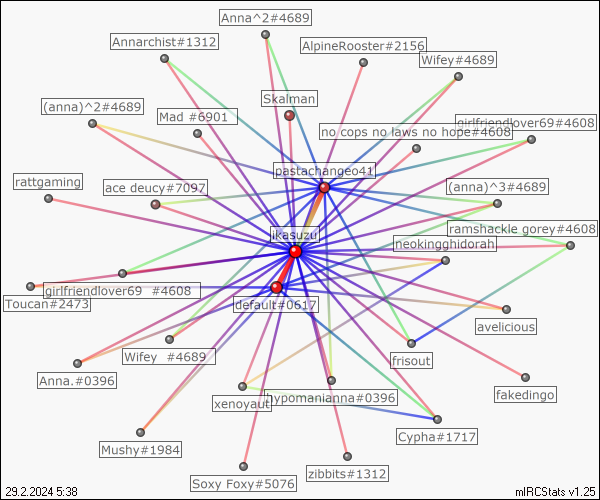 Anna^2#4689
Annarchist#1312
AlpineRooster#2156
Wifey#4689
Skalman
(anna)^2#4689
Mad #6901
girlfriendlover69#4608
no cops no laws no hope#4608
pastachangeo41
rattgaming
ace deucy#7097
(anna)^3#4689
ramshackle gorey#4608
ikasuzu
neokingghidorah
girlfriendlover69 #4608
Toucan#2473
default#0617
avelicious
Wifey #4689
frisout
Anna.#0396
fakedingo
hypomanianna#0396
xenoyaut
Cypha#1717
Mushy#1984
zibbits#1312
Soxy Foxy#5076
29.2.2024 5:38
mIRCStats v1.25